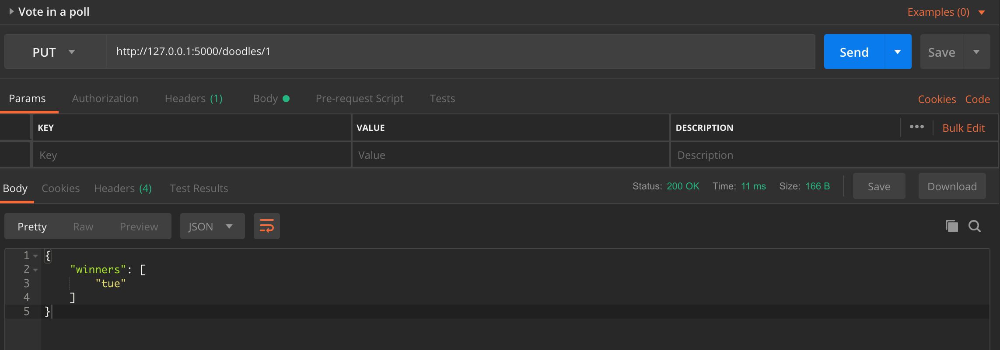 Vote in a poll
Examples (0)
PUT http://127.0.0.1:5000/doodles/1 Send Save
Params Authorization Headers (1) Body Pre-request Script Tests Cookies Code
KEY VALUE DESCRIPTION ••• Bulk Edit
Key Value Description
Body Cookies Headers (4) Test Results Status: 200 OK Time: 11 ms Size: 166 B Save Download
Pretty Raw Preview JSON
1 {
2 "winners": [
3 "tue"
4 ]
5 }